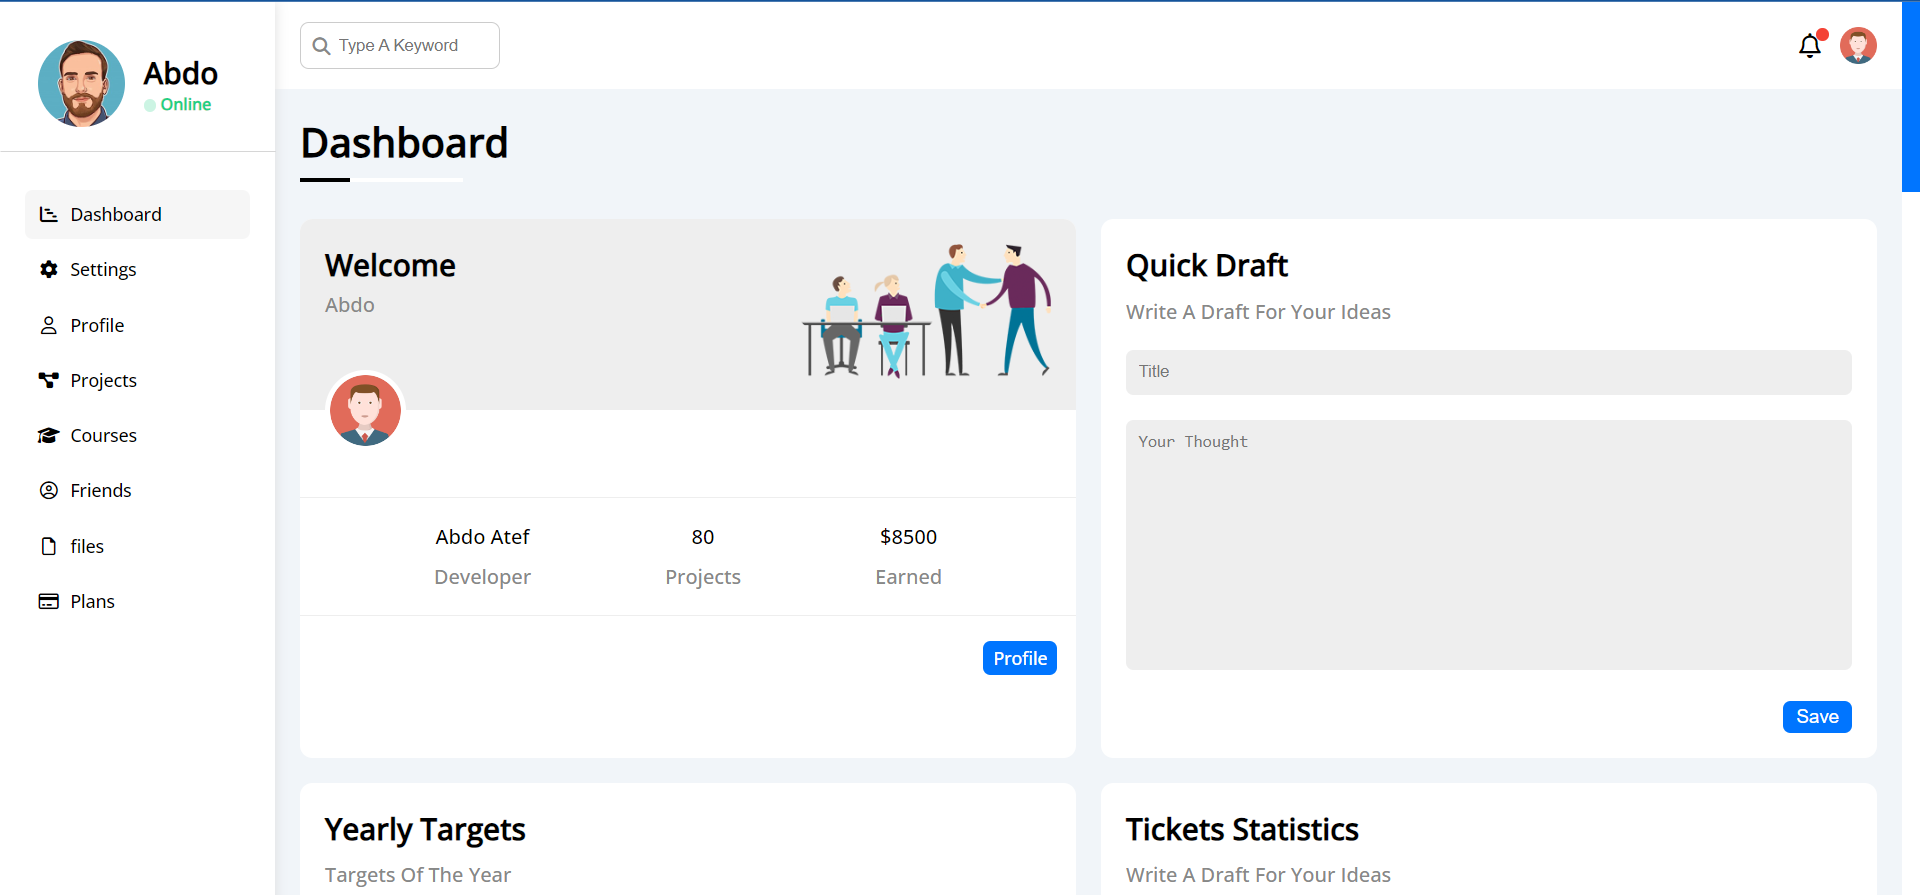 Abdo
Online
Dashboard
Settings
Profile
Projects
Courses
Friends
files
Plans
Type A Keyword
Dashboard
Welcome
Abdo
Abdo Atef
80
$8500
Developer
Projects
Earned
Profile
Quick Draft
Write A Draft For Your Ideas
Title
Your Thought
Save
Yearly Targets
Targets Of The Year
Tickets Statistics
Write A Draft For Your Ideas